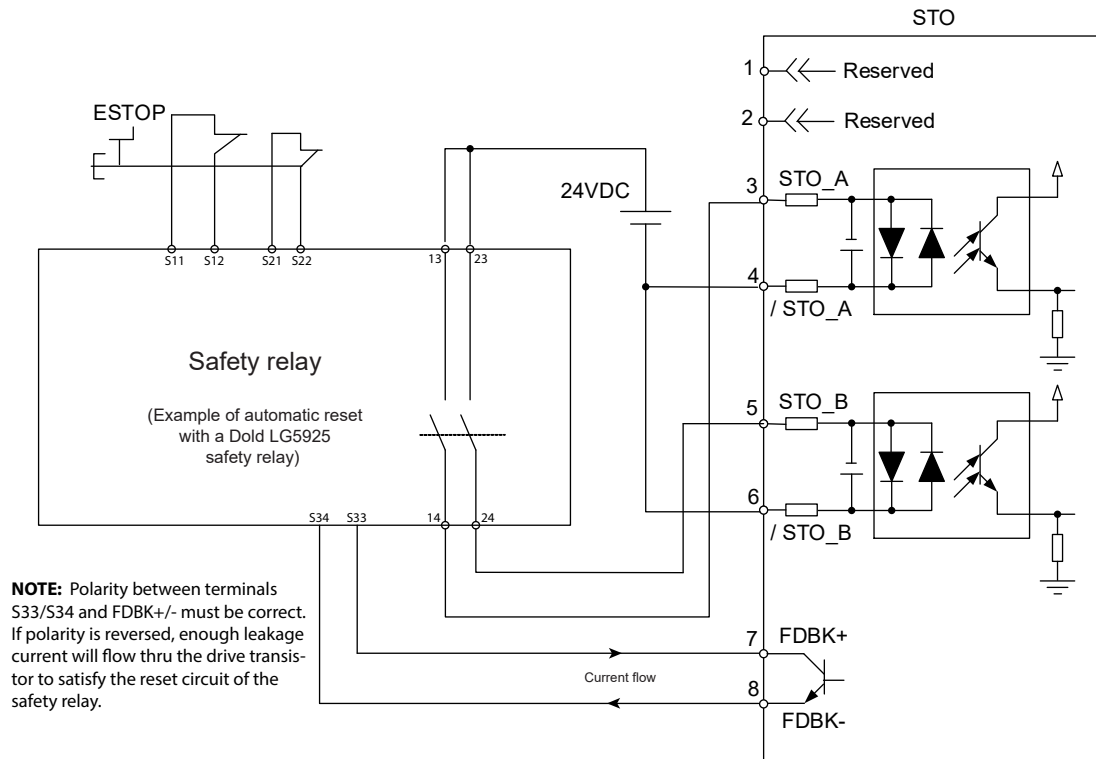 STO
1
Reserved
2
Reserved
ESTOP
24VDC
3
STO_A
4
/ STO_A
S11
S12
S21
S22
13
23
Safety relay
(Example of automatic reset
with a Dold LG5925
safety relay)
5
STO_B
6
/ STO_B
S34
S33
14
24
NOTE: Polarity between terminals
S33/S34 and FDBK+/- must be correct.
If polarity is reversed, enough leakage
current will flow thru the drive transis-
tor to satisfy the reset circuit of the
safety relay.
7
FDBK+
Current flow
8
FDBK-